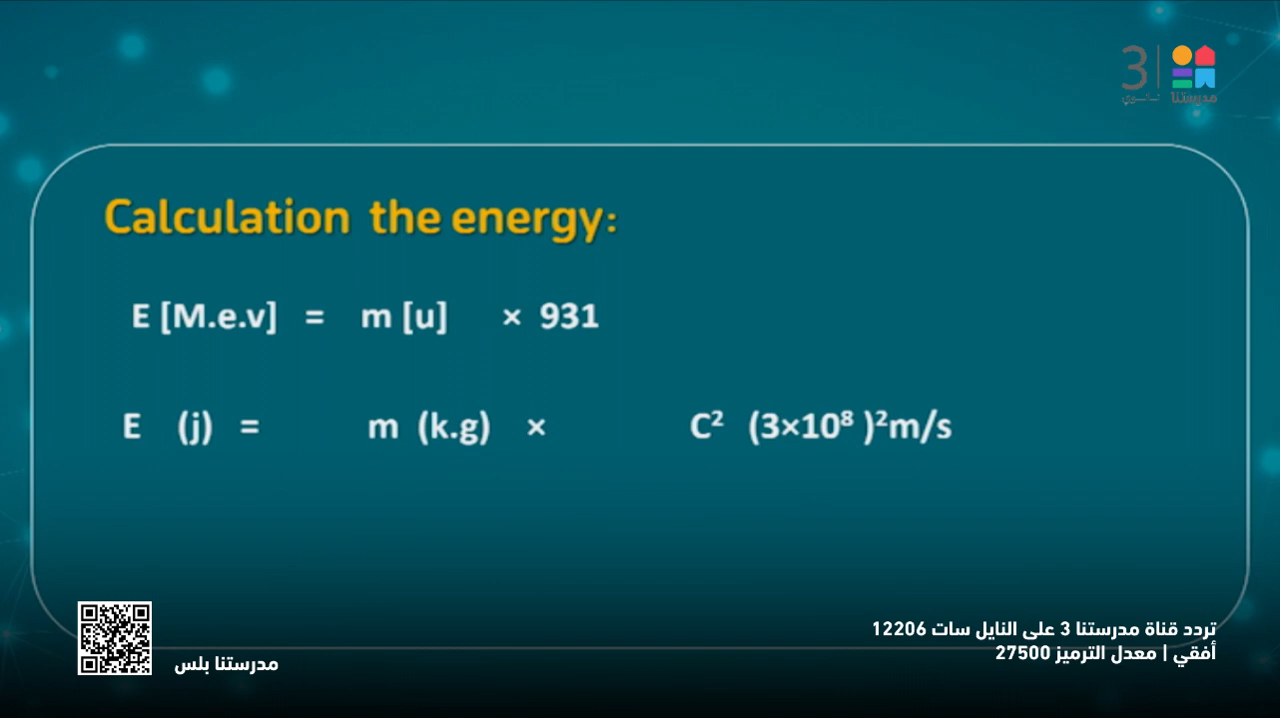 3
ثانوي
مدرستنا
Calculation the energy:
E [M.e.v] = m [u] × 931
E (j) = m (k.g) × C² (3×10⁸ )²m/s
تردد قناة مدرستنا 3 على النايل سات 12206
أفقي | معدل الترميز 27500
مدرستنا بلس